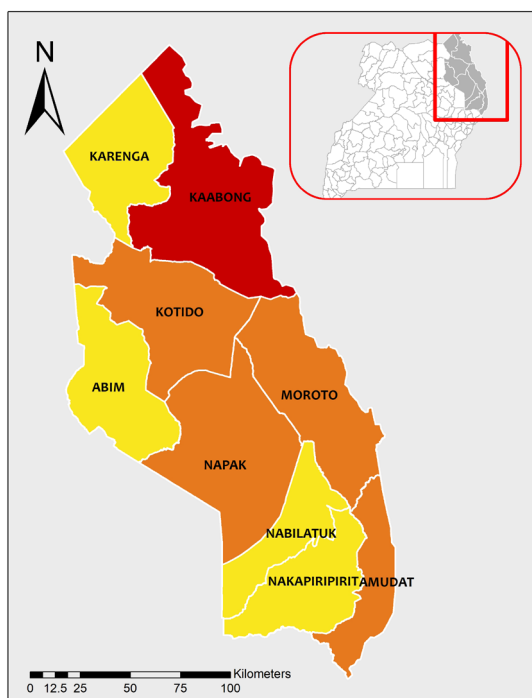 N
KARENGA
KAABONG
KOTIDO
ABIM
MOROTO
NAPAK
NABILATUK
NAKAPIRIPIRIT
AMUDAT
Kilometers
0 12.5 25 50 75 100